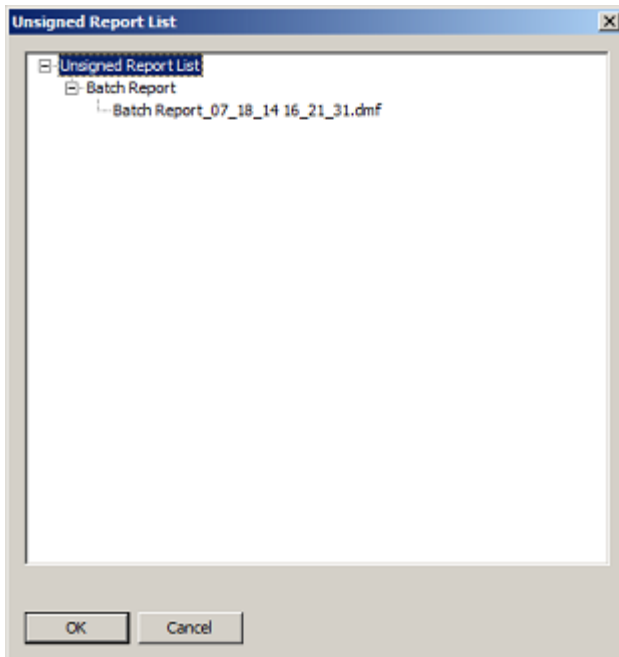 Unsigned Report List
Unsigned Report List
Batch Report
Batch Report_07_18_14 16_21_31.dmf
OK Cancel